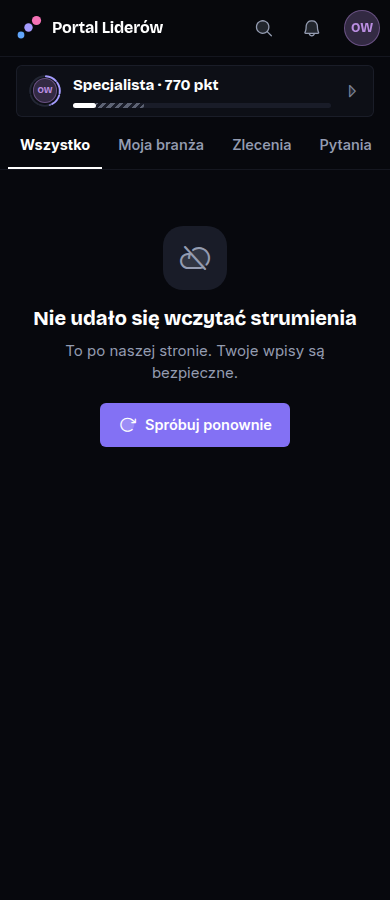 Portal Liderów
OW
OW
Specjalista · 770 pkt
Wszystko
Moja branża
Zlecenia
Pytania
Nie udało się wczytać strumienia
To po naszej stronie. Twoje wpisy są
bezpieczne.
Spróbuj ponownie